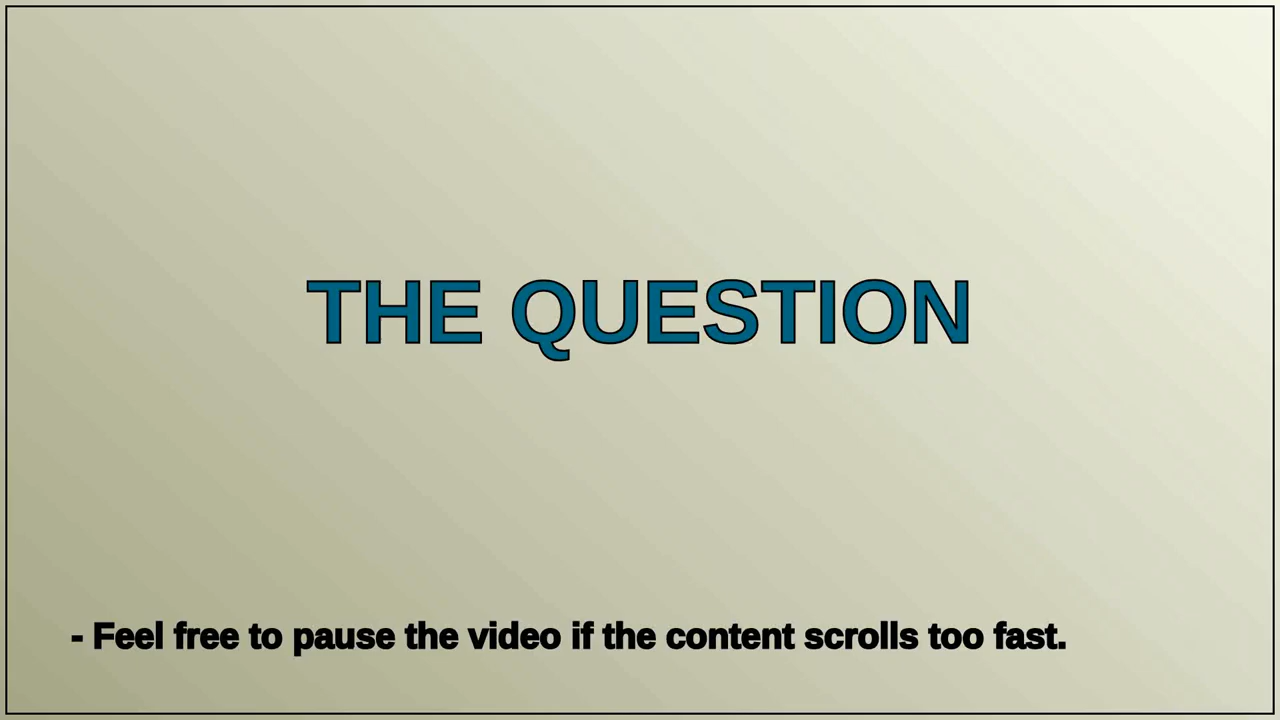 THE QUESTION
- Feel free to pause the video if the content scrolls too fast.